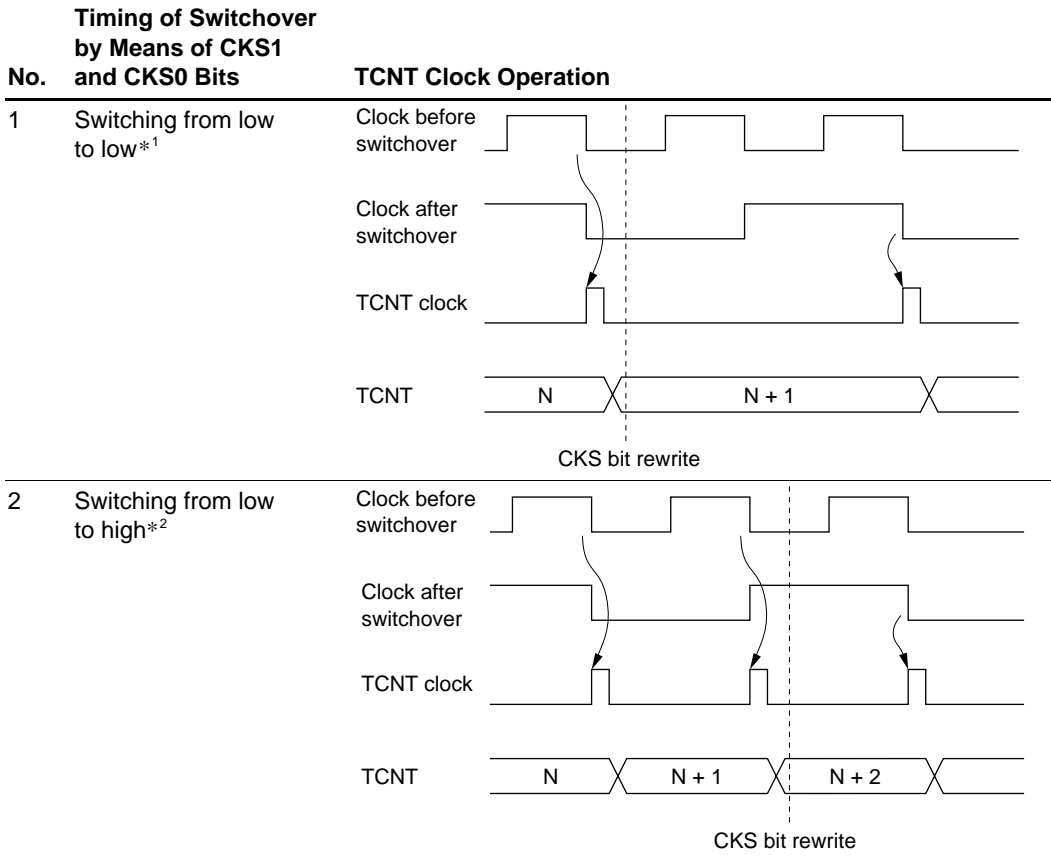 Timing of Switchover
by Means of CKS1
No. and CKS0 Bits TCNT Clock Operation
1 Switching from low
to low*1
Clock before
switchover
Clock after
switchover
TCNT clock
TCNT N N + 1
CKS bit rewrite
2 Switching from low
to high*2
Clock before
switchover
Clock after
switchover
TCNT clock
TCNT N N + 1 N + 2
CKS bit rewrite